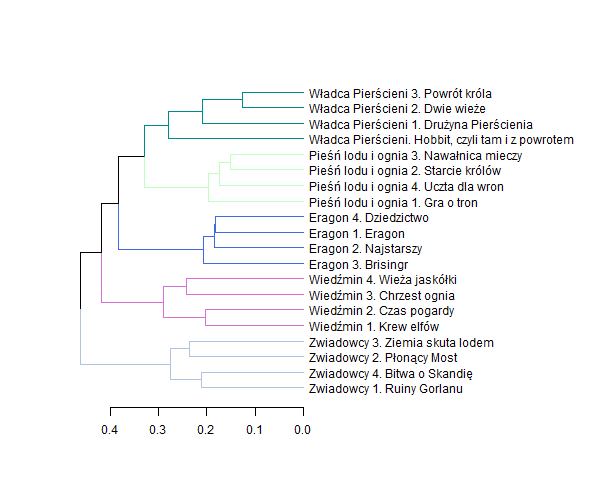 Władca Pierścieni 3. Powrót króla
Władca Pierścieni 2. Dwie wieże
Władca Pierścieni 1. Drużyna Pierścienia
Władca Pierścieni. Hobbit, czyli tam i z powrotem
Pieśń lodu i ognia 3. Nawałnica mieczy
Pieśń lodu i ognia 2. Starcie królów
Pieśń lodu i ognia 4. Uczta dla wron
Pieśń lodu i ognia 1. Gra o tron
Eragon 4. Dziedzictwo
Eragon 1. Eragon
Eragon 2. Najstarszy
Eragon 3. Brisingr
Wiedźmin 4. Wieża jaskółki
Wiedźmin 3. Chrzest ognia
Wiedźmin 2. Czas pogardy
Wiedźmin 1. Krew elfów
Zwiadowcy 3. Ziemia skuta lodem
Zwiadowcy 2. Płonący Most
Zwiadowcy 4. Bitwa o Skandię
Zwiadowcy 1. Ruiny Gorlanu
0.4 0.3 0.2 0.1 0.0